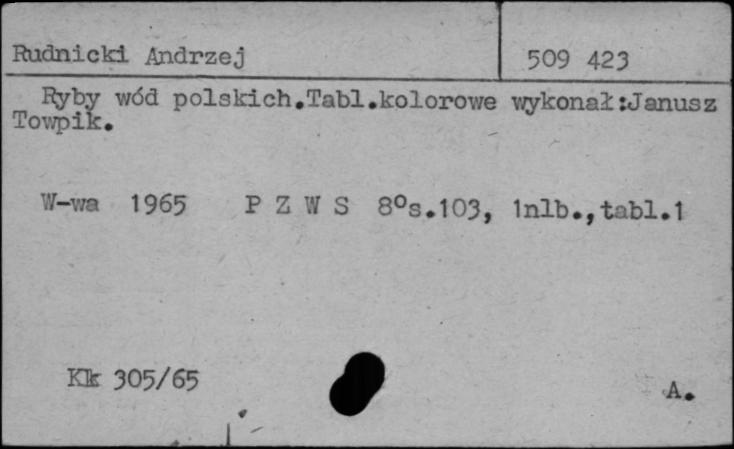 Rudnicki Andrzej
509 423
Ryby wód polskich.Tabl.kolorowe wykonał:Janusz
Towpik.
W-wa 1965 P Z W S 8°s.103, 1nlb.,tabl.1
Klk 305/65
A.